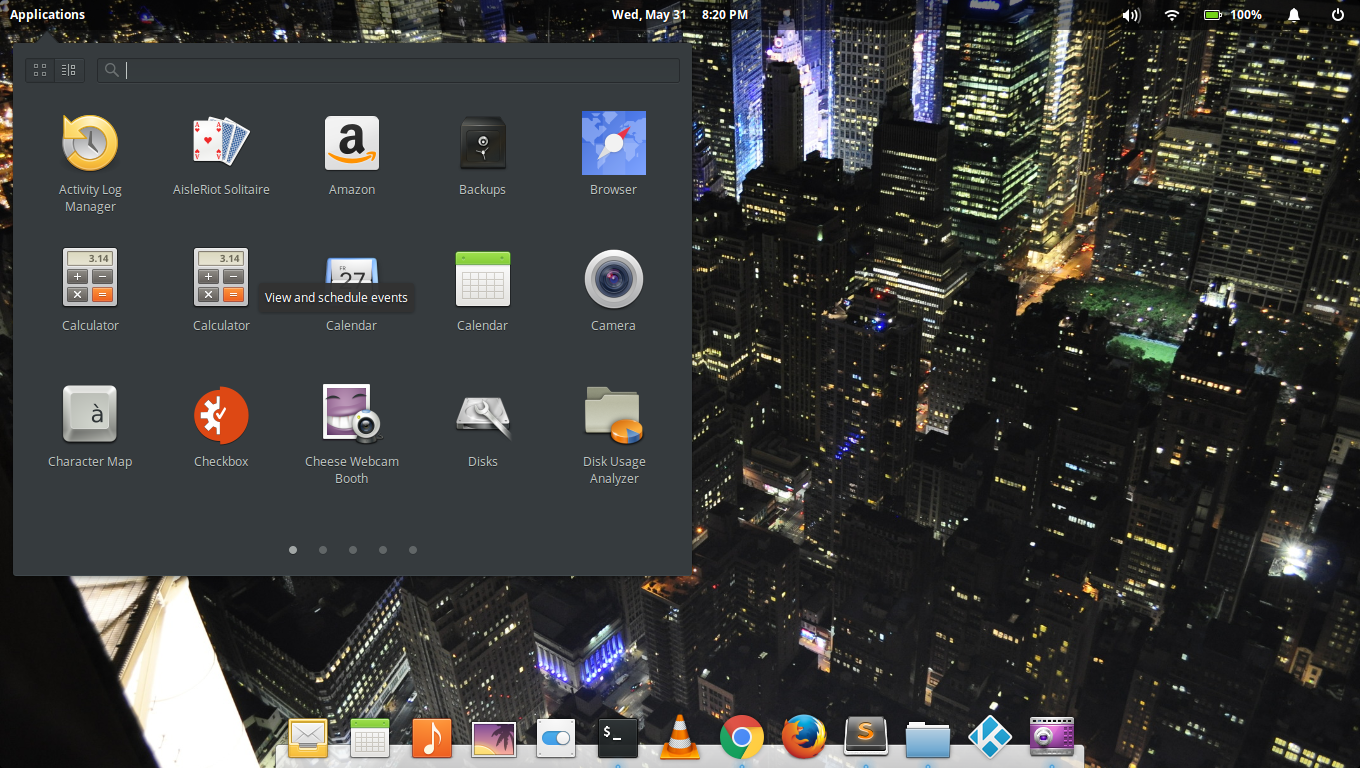 Applications
Wed, May 31 8:20 PM
100%
Activity Log
Manager
AisleRiot Solitaire
Amazon
Backups
Browser
3.14
3.14
FR
27
View and schedule events
Calculator
Calculator
Calendar
Calendar
Camera
à
Character Map
Checkbox
Cheese Webcam
Booth
Disks
Disk Usage
Analyzer
$_
S